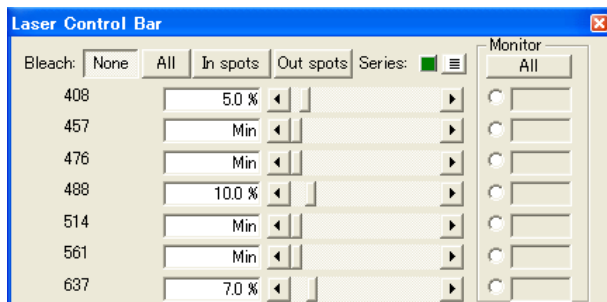 Laser Control Bar
Monitor
Bleach: None All In spots Out spots Series: All
408 5.0 %
457 Min
476 Min
488 10.0 %
514 Min
561 Min
637 7.0 %